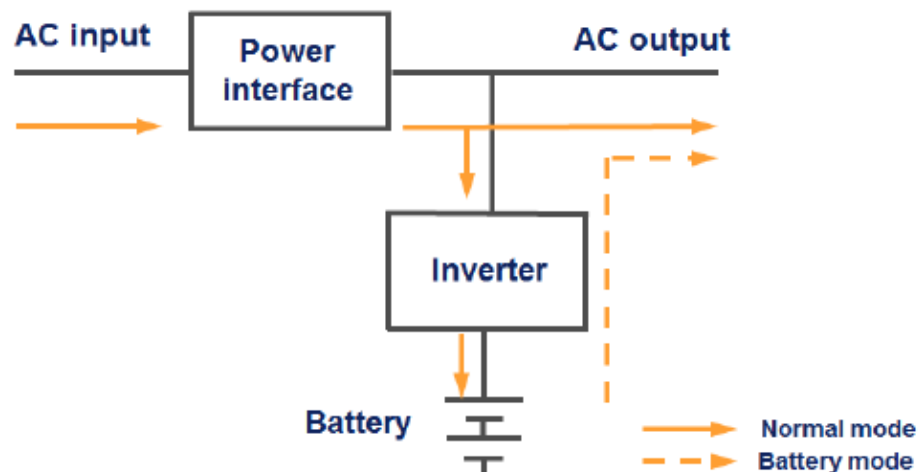 AC input
Power
interface
AC output
Inverter
Battery
Normal mode
Battery mode